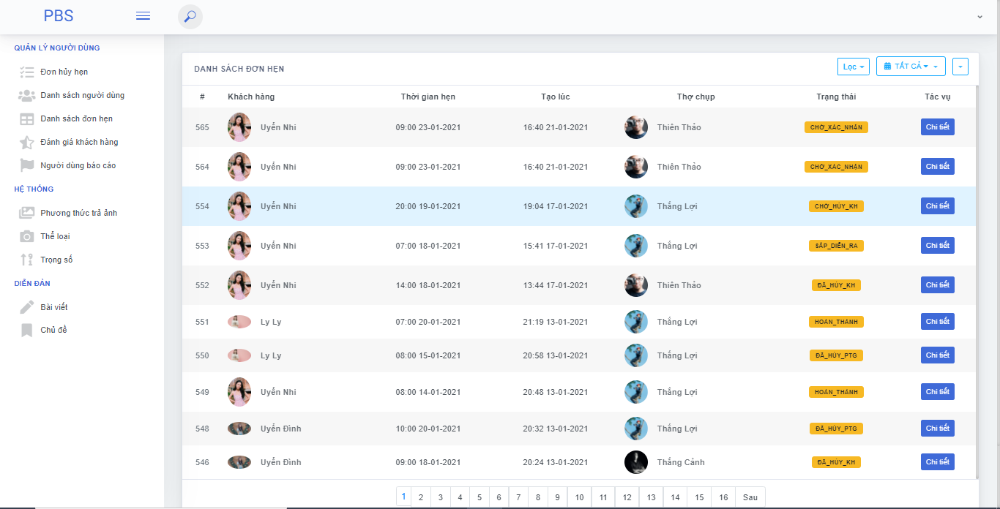 PBS
QUẢN LÝ NGƯỜI DÙNG
Đơn hủy hẹn
Danh sách người dùng
Danh sách đơn hẹn
Đánh giá khách hàng
Người dùng báo cáo
HỆ THỐNG
Phương thức trả ảnh
Thể loại
Trọng số
DIỄN ĐÀN
Bài viết
Chủ đề
DANH SÁCH ĐƠN HẸN Lọc TẤT CẢ
# Khách hàng Thời gian hẹn Tạo lúc Thợ chụp Trạng thái Tác vụ
565 Uyển Nhi 09:00 23-01-2021 16:40 21-01-2021 Thiên Thảo CHỜ_XÁC_NHẬN Chi tiết
564 Uyển Nhi 09:00 23-01-2021 16:40 21-01-2021 Thiên Thảo CHỜ_XÁC_NHẬN Chi tiết
554 Uyển Nhi 20:00 19-01-2021 19:04 17-01-2021 Thắng Lợi CHỜ_HỦY_KH Chi tiết
553 Uyển Nhi 07:00 18-01-2021 15:41 17-01-2021 Thắng Lợi SẮP_DIỄN_RA Chi tiết
552 Uyển Nhi 14:00 18-01-2021 13:44 17-01-2021 Thiên Thảo ĐÃ_HỦY_KH Chi tiết
551 Ly Ly 07:00 20-01-2021 21:19 13-01-2021 Thắng Lợi HOÀN_THÀNH Chi tiết
550 Ly Ly 08:00 15-01-2021 20:58 13-01-2021 Thắng Lợi ĐÃ_HỦY_PTG Chi tiết
549 Uyển Nhi 08:00 14-01-2021 20:48 13-01-2021 Thắng Lợi HOÀN_THÀNH Chi tiết
548 Uyển Đình 10:00 20-01-2021 20:32 13-01-2021 Thắng Lợi ĐÃ_HỦY_PTG Chi tiết
546 Uyển Đình 09:00 18-01-2021 20:24 13-01-2021 Thắng Cảnh ĐÃ_HỦY_KH Chi tiết
1 2 3 4 5 6 7 8 9 10 11 12 13 14 15 16 Sau